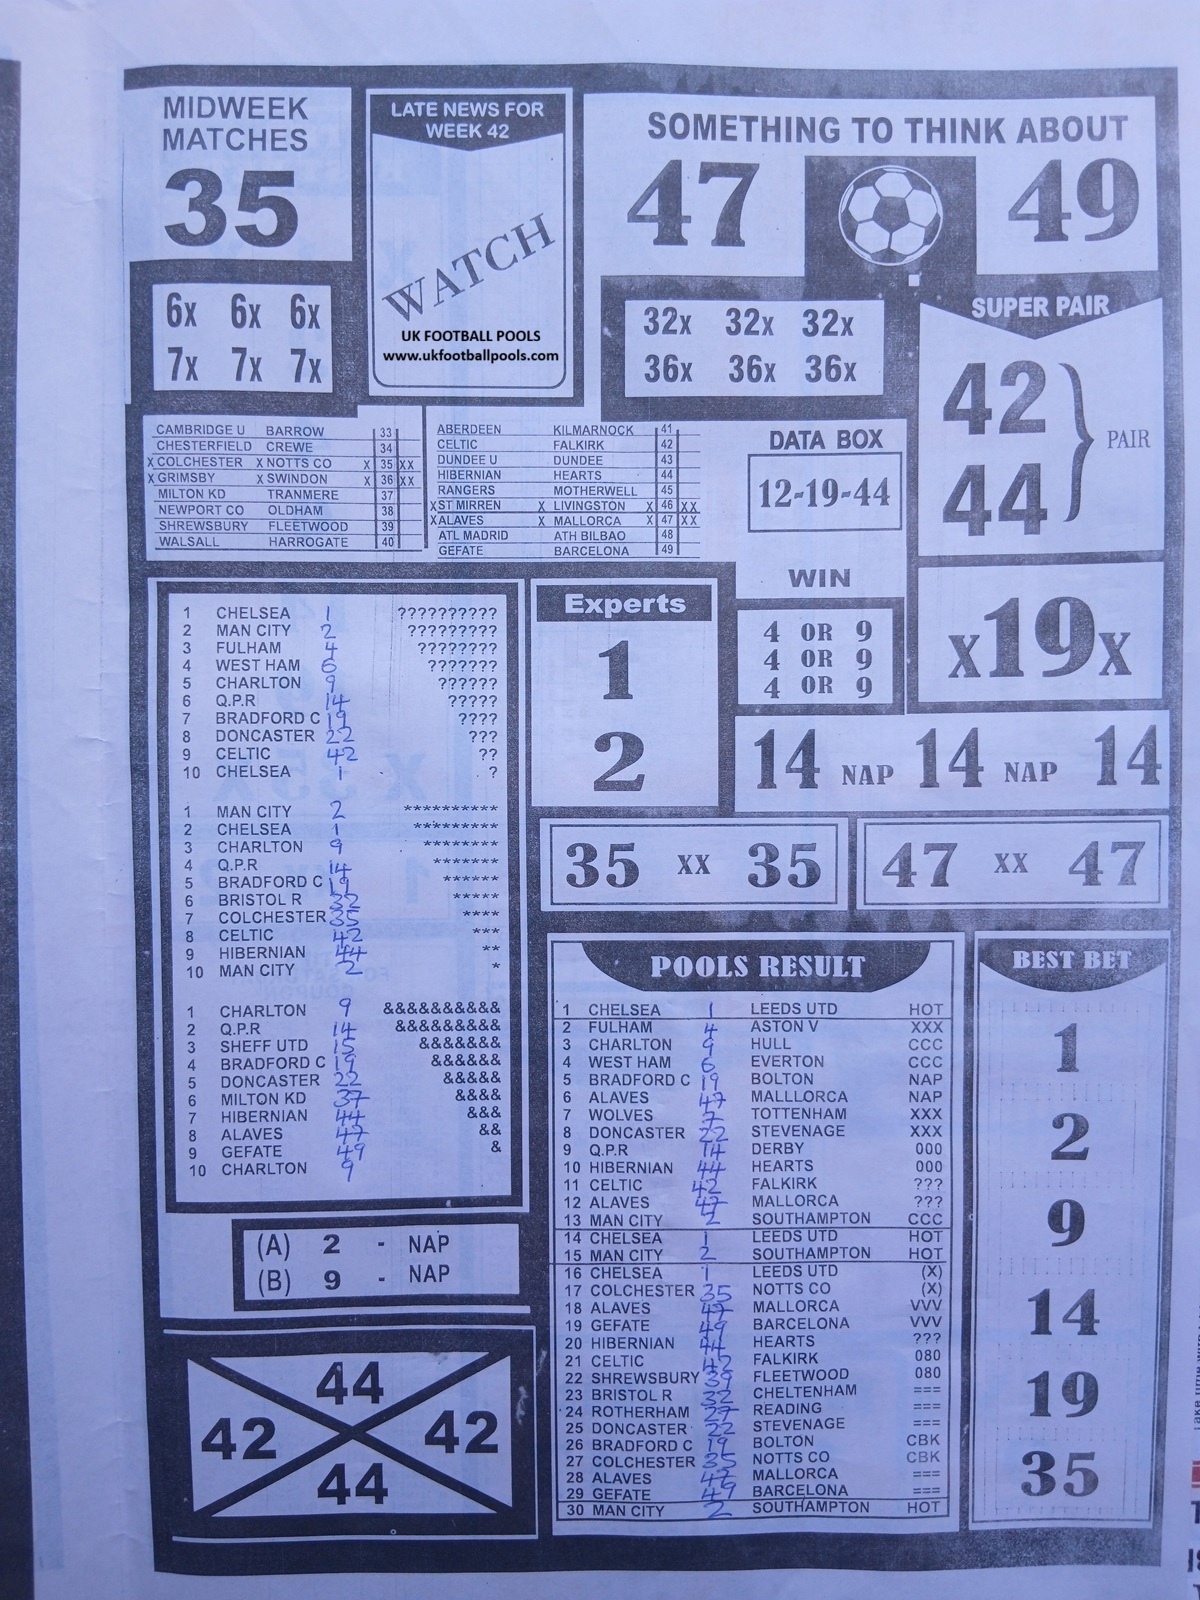 MIDWEEK
MATCHES
35
LATE NEWS FOR
WEEK 42
WATCH
UK FOOTBALL POOLS
www.ukfootballpools.com
SOMETHING TO THINK ABOUT
47 49
6x 6x 6x
7x 7x 7x
32x 32x 32x
36x 36x 36x
SUPER PAIR
42
44
PAIR
CAMBRIDGE U BARROW 33
CHESTERFIELD CREWE 34
X COLCHESTER X NOTTS CO X 35 XX
X GRIMSBY X SWINDON X 36 XX
MILTON KD TRANMERE 37
NEWPORT CO OLDHAM 38
SHREWSBURY FLEETWOOD 39
WALSALL HARROGATE 40
ABERDEEN KILMARNOCK 41
CELTIC FALKIRK 42
DUNDEE U DUNDEE 43
HIBERNIAN HEARTS 44
RANGERS MOTHERWELL 45
X ST MIRREN X LIVINGSTON X 46 XX
X ALAVES X MALLORCA X 47 XX
ATL MADRID ATH BILBAO 48
GEFATE BARCELONA 49
DATA BOX
12-19-44
WIN
4 OR 9
4 OR 9
4 OR 9
X19X
1 CHELSEA 1 ??????????
2 MAN CITY 2 ?????????
3 FULHAM 4 ????????
4 WEST HAM 6 ???????
5 CHARLTON 9 ??????
6 Q.P.R 14 ?????
7 BRADFORD C 19 ????
8 DONCASTER 22 ???
9 CELTIC 42 ??
10 CHELSEA 1 ?
1 MAN CITY 2 **********
2 CHELSEA 1 *********
3 CHARLTON 9 ********
4 Q.P.R 14 *******
5 BRADFORD C 19 ******
6 BRISTOL R 32 *****
7 COLCHESTER 35 ****
8 CELTIC 42 ***
9 HIBERNIAN 44 **
10 MAN CITY 2 *
1 CHARLTON 9 &&&&&&&&&&
2 Q.P.R 14 &&&&&&&&&
3 SHEFF UTD 15 &&&&&&&
4 BRADFORD C 19 &&&&&&
5 DONCASTER 22 &&&&&
6 MILTON KD 37 &&&&
7 HIBERNIAN 44 &&&
8 ALAVES 47 &&
9 GEFATE 49 &
10 CHARLTON 9
Experts
1
2
14 NAP 14 NAP 14
35 XX 35
47 XX 47
POOLS RESULT
1 CHELSEA 1 LEEDS UTD HOT
2 FULHAM 4 ASTON V XXX
3 CHARLTON 9 HULL CCC
4 WEST HAM 6 EVERTON CCC
5 BRADFORD C 19 BOLTON NAP
6 ALAVES 47 MALLLORCA NAP
7 WOLVES 7 TOTTENHAM XXX
8 DONCASTER 22 STEVENAGE XXX
9 Q.P.R 14 DERBY 000
10 HIBERNIAN 44 HEARTS 000
11 CELTIC 42 FALKIRK ???
12 ALAVES 47 MALLORCA ???
13 MAN CITY 2 SOUTHAMPTON CCC
14 CHELSEA 1 LEEDS UTD HOT
15 MAN CITY 2 SOUTHAMPTON HOT
16 CHELSEA 1 LEEDS UTD (X)
17 COLCHESTER 35 NOTTS CO (X)
18 ALAVES 47 MALLORCA VVV
19 GEFATE 49 BARCELONA VVV
20 HIBERNIAN 44 HEARTS ???
21 CELTIC 42 FALKIRK 080
22 SHREWSBURY 39 FLEETWOOD 080
23 BRISTOL R 32 CHELTENHAM ===
24 ROTHERHAM 27 READING ===
25 DONCASTER 22 STEVENAGE ===
26 BRADFORD C 19 BOLTON CBK
27 COLCHESTER 35 NOTTS CO CBK
28 ALAVES 47 MALLORCA ===
29 GEFATE 49 BARCELONA ===
30 MAN CITY 2 SOUTHAMPTON HOT
BEST BET
1
2
9
14
19
35
(A) 2 - NAP
(B) 9 - NAP
44
42 42
44